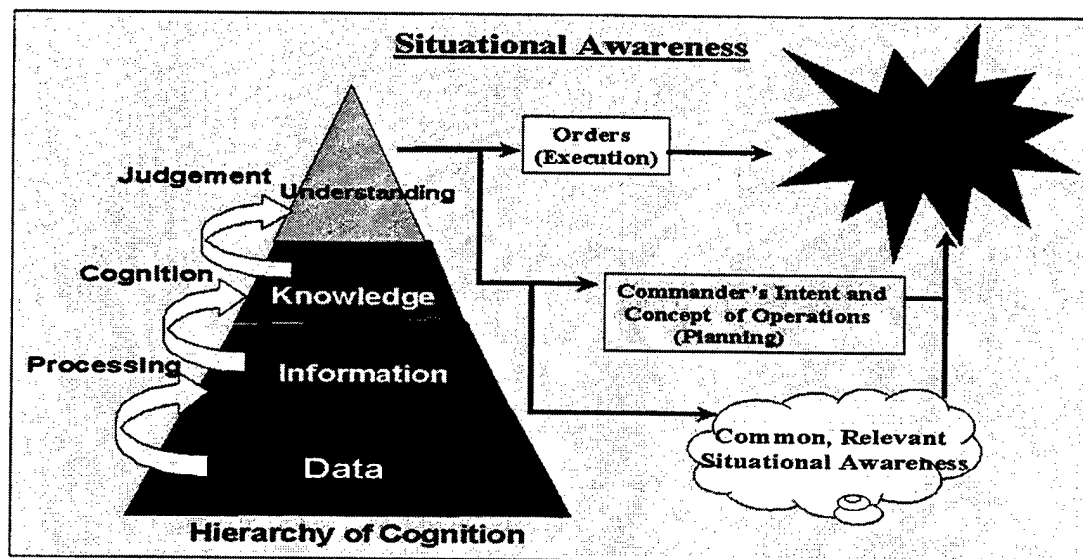 Situational Awareness
Orders
(Execution)
Judgement
Understanding
Cognition
Knowledge
Commander's Intent and
Concept of Operations
(Planning)
Processing
Information
Common, Relevant
Situational Awareness
Data
Hierarchy of Cognition